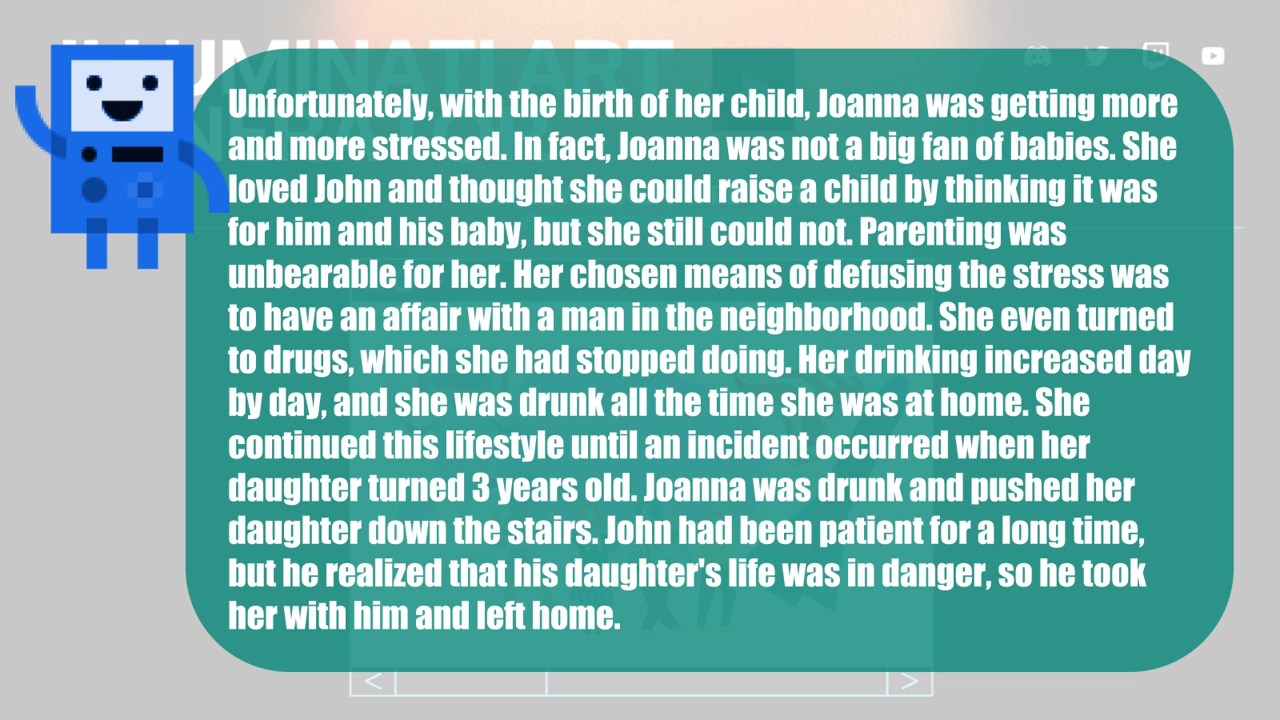 ILLUMINATI ART
Unfortunately, with the birth of her child, Joanna was getting more
and more stressed. In fact, Joanna was not a big fan of babies. She
loved John and thought she could raise a child by thinking it was
for him and his baby, but she still could not. Parenting was
unbearable for her. Her chosen means of defusing the stress was
to have an affair with a man in the neighborhood. She even turned
to drugs, which she had stopped doing. Her drinking increased day
by day, and she was drunk all the time she was at home. She
continued this lifestyle until an incident occurred when her
daughter turned 3 years old. Joanna was drunk and pushed her
daughter down the stairs. John had been patient for a long time,
but he realized that his daughter's life was in danger, so he took
her with him and left home.
< >